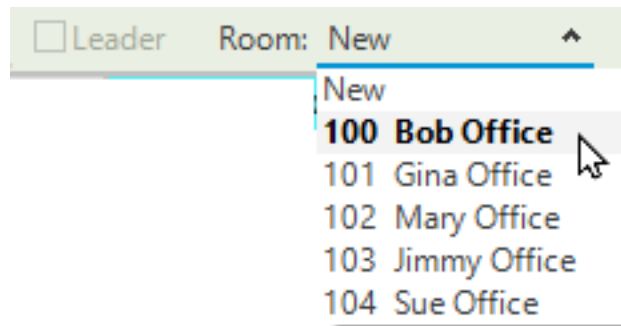 Leader Room: New
New
100 Bob Office
101 Gina Office
102 Mary Office
103 Jimmy Office
104 Sue Office